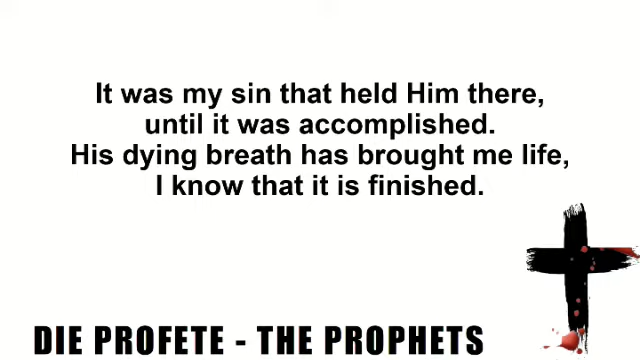 It was my sin that held Him there,
until it was accomplished.
His dying breath has brought me life,
I know that it is finished.
DIE PROFETE - THE PROPHETS